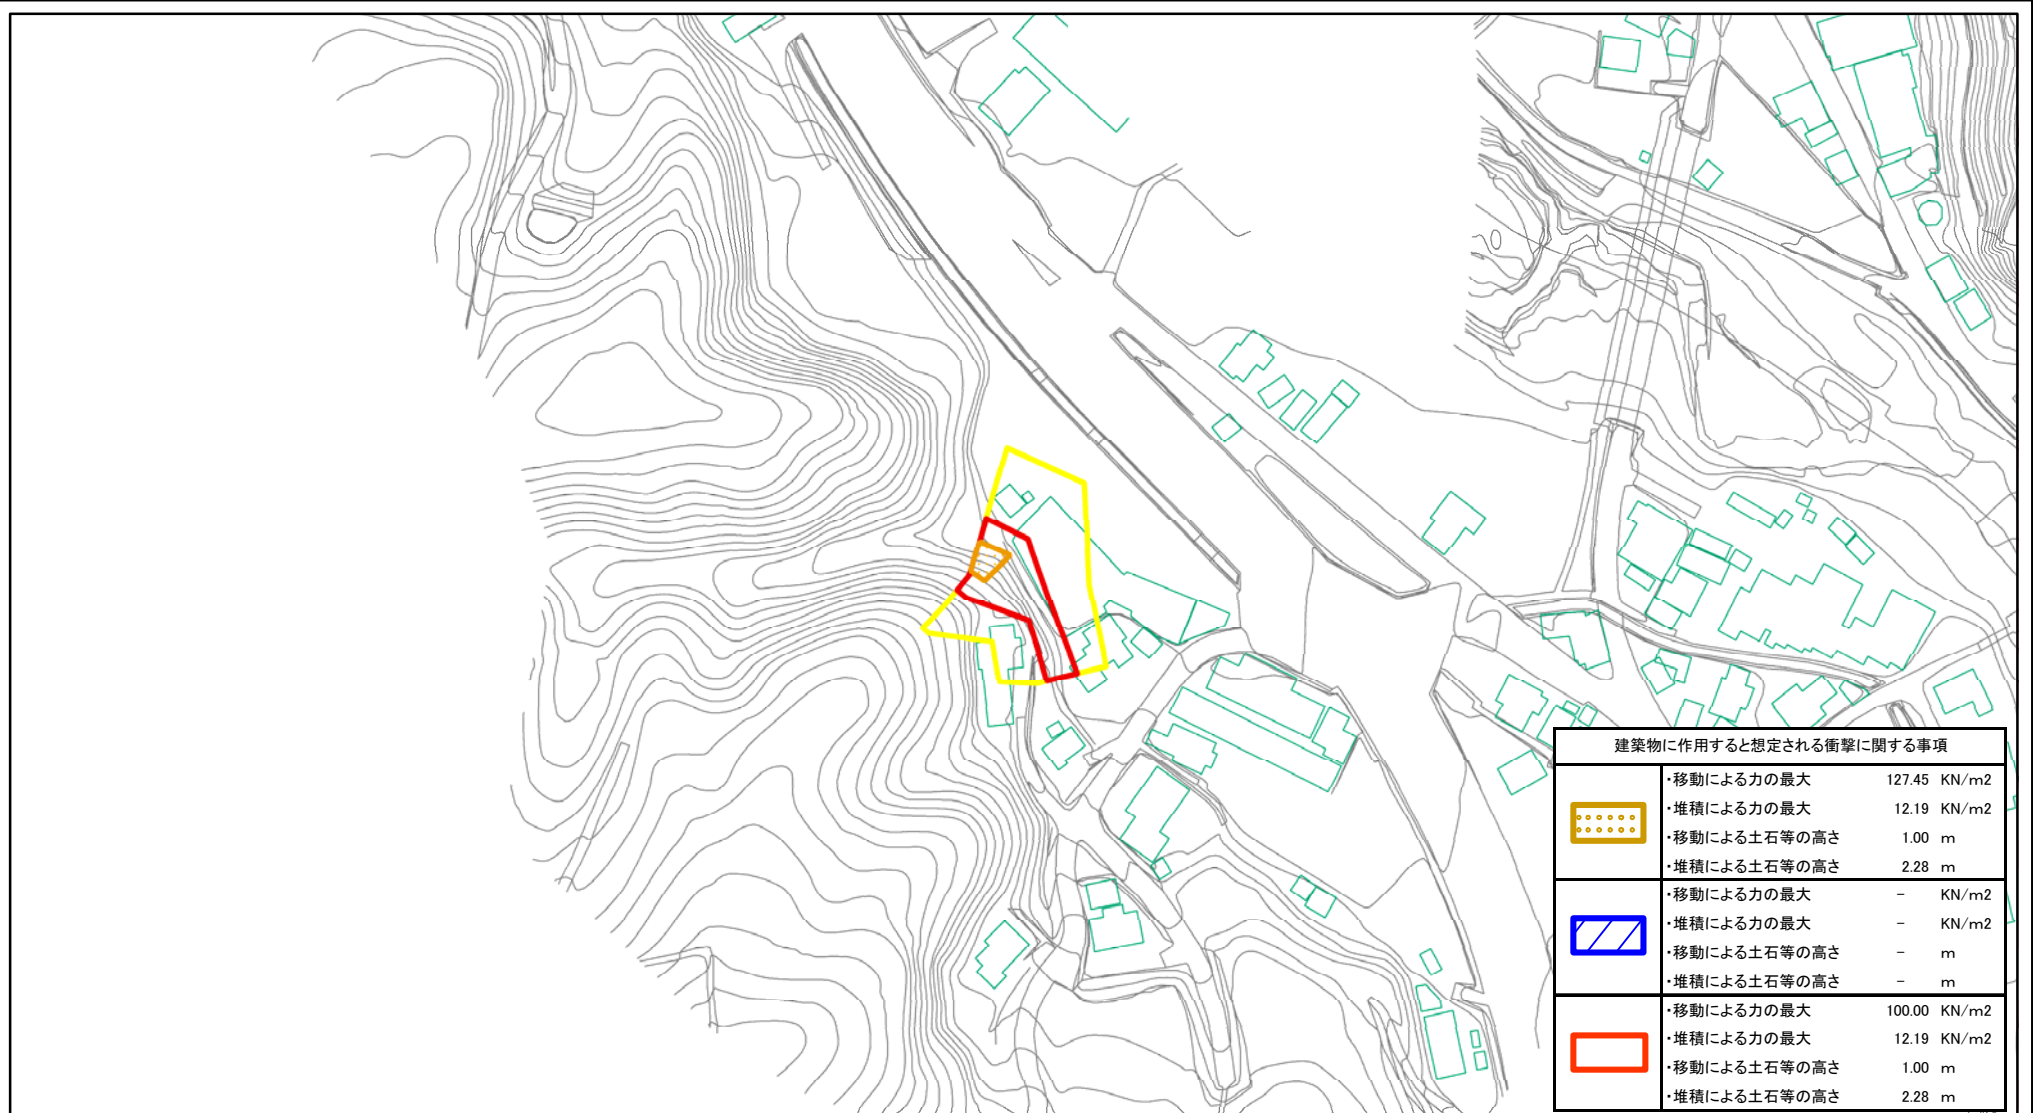 建築物に作用すると想定される衝撃に関する事項
・移動による力の最大 127.45 KN/m2
・堆積による力の最大 12.19 KN/m2
・移動による土石等の高さ 1.00 m
・堆積による土石等の高さ 2.28 m
・移動による力の最大 - KN/m2
・堆積による力の最大 - KN/m2
・移動による土石等の高さ - m
・堆積による土石等の高さ - m
・移動による力の最大 100.00 KN/m2
・堆積による力の最大 12.19 KN/m2
・移動による土石等の高さ 1.00 m
・堆積による土石等の高さ 2.28 m